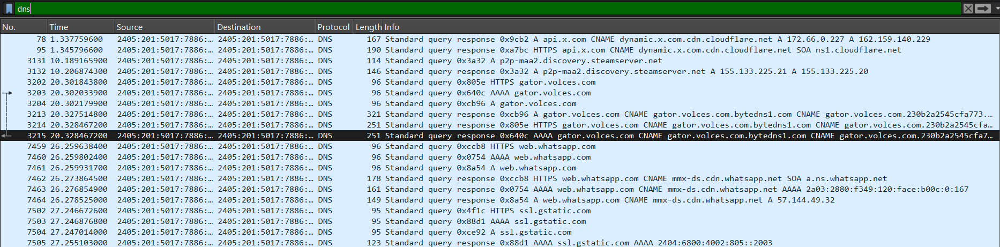 dns
No. Time Source Destination Protocol Length Info
78 1.337759600 2405:201:5017:7886:… 2405:201:5017:7886:… DNS 167 Standard query response 0x9cb2 A api.x.com CNAME dynamic.x.com.cdn.cloudflare.net A 172.66.0.227 A 162.159.140.229
95 1.345796600 2405:201:5017:7886:… 2405:201:5017:7886:… DNS 190 Standard query response 0xa7bc HTTPS api.x.com CNAME dynamic.x.com.cdn.cloudflare.net SOA ns1.cloudflare.net
3131 10.189165900 2405:201:5017:7886:… 2405:201:5017:7886:… DNS 114 Standard query 0x3a32 A p2p-maa2.discovery.steamserver.net
3132 10.206874300 2405:201:5017:7886:… 2405:201:5017:7886:… DNS 146 Standard query response 0x3a32 A p2p-maa2.discovery.steamserver.net A 155.133.225.21 A 155.133.225.20
3202 20.301843800 2405:201:5017:7886:… 2405:201:5017:7886:… DNS 96 Standard query 0x805e HTTPS gator.volces.com
3203 20.302033900 2405:201:5017:7886:… 2405:201:5017:7886:… DNS 96 Standard query 0x640c AAAA gator.volces.com
3204 20.302179900 2405:201:5017:7886:… 2405:201:5017:7886:… DNS 96 Standard query 0xcb96 A gator.volces.com
3213 20.327514800 2405:201:5017:7886:… 2405:201:5017:7886:… DNS 321 Standard query response 0xcb96 A gator.volces.com CNAME gator.volces.com.bytedns1.com CNAME gator.volces.com.230b2a2545cfa773.…
3214 20.328467200 2405:201:5017:7886:… 2405:201:5017:7886:… DNS 251 Standard query response 0x805e HTTPS gator.volces.com CNAME gator.volces.com.bytedns1.com CNAME gator.volces.com.230b2a2545cfa…
3215 20.328467200 2405:201:5017:7886:… 2405:201:5017:7886:… DNS 251 Standard query response 0x640c AAAA gator.volces.com CNAME gator.volces.com.bytedns1.com CNAME gator.volces.com.230b2a2545cfa7…
7459 26.259638400 2405:201:5017:7886:… 2405:201:5017:7886:… DNS 96 Standard query 0xccb8 HTTPS web.whatsapp.com
7460 26.259802400 2405:201:5017:7886:… 2405:201:5017:7886:… DNS 96 Standard query 0x0754 AAAA web.whatsapp.com
7461 26.259931700 2405:201:5017:7886:… 2405:201:5017:7886:… DNS 96 Standard query 0x8a54 A web.whatsapp.com
7462 26.273864500 2405:201:5017:7886:… 2405:201:5017:7886:… DNS 178 Standard query response 0xccb8 HTTPS web.whatsapp.com CNAME mmx-ds.cdn.whatsapp.net SOA a.ns.whatsapp.net
7463 26.276854900 2405:201:5017:7886:… 2405:201:5017:7886:… DNS 161 Standard query response 0x0754 AAAA web.whatsapp.com CNAME mmx-ds.cdn.whatsapp.net AAAA 2a03:2880:f349:120:face:b00c:0:167
7464 26.278525000 2405:201:5017:7886:… 2405:201:5017:7886:… DNS 149 Standard query response 0x8a54 A web.whatsapp.com CNAME mmx-ds.cdn.whatsapp.net A 57.144.49.32
7502 27.246672600 2405:201:5017:7886:… 2405:201:5017:7886:… DNS 95 Standard query 0x4f1c HTTPS ssl.gstatic.com
7503 27.246876800 2405:201:5017:7886:… 2405:201:5017:7886:… DNS 95 Standard query 0x88d1 AAAA ssl.gstatic.com
7504 27.247014000 2405:201:5017:7886:… 2405:201:5017:7886:… DNS 95 Standard query 0xce92 A ssl.gstatic.com
7505 27.255103000 2405:201:5017:7886:… 2405:201:5017:7886:… DNS 123 Standard query response 0x88d1 AAAA ssl.gstatic.com AAAA 2404:6800:4002:805::2003